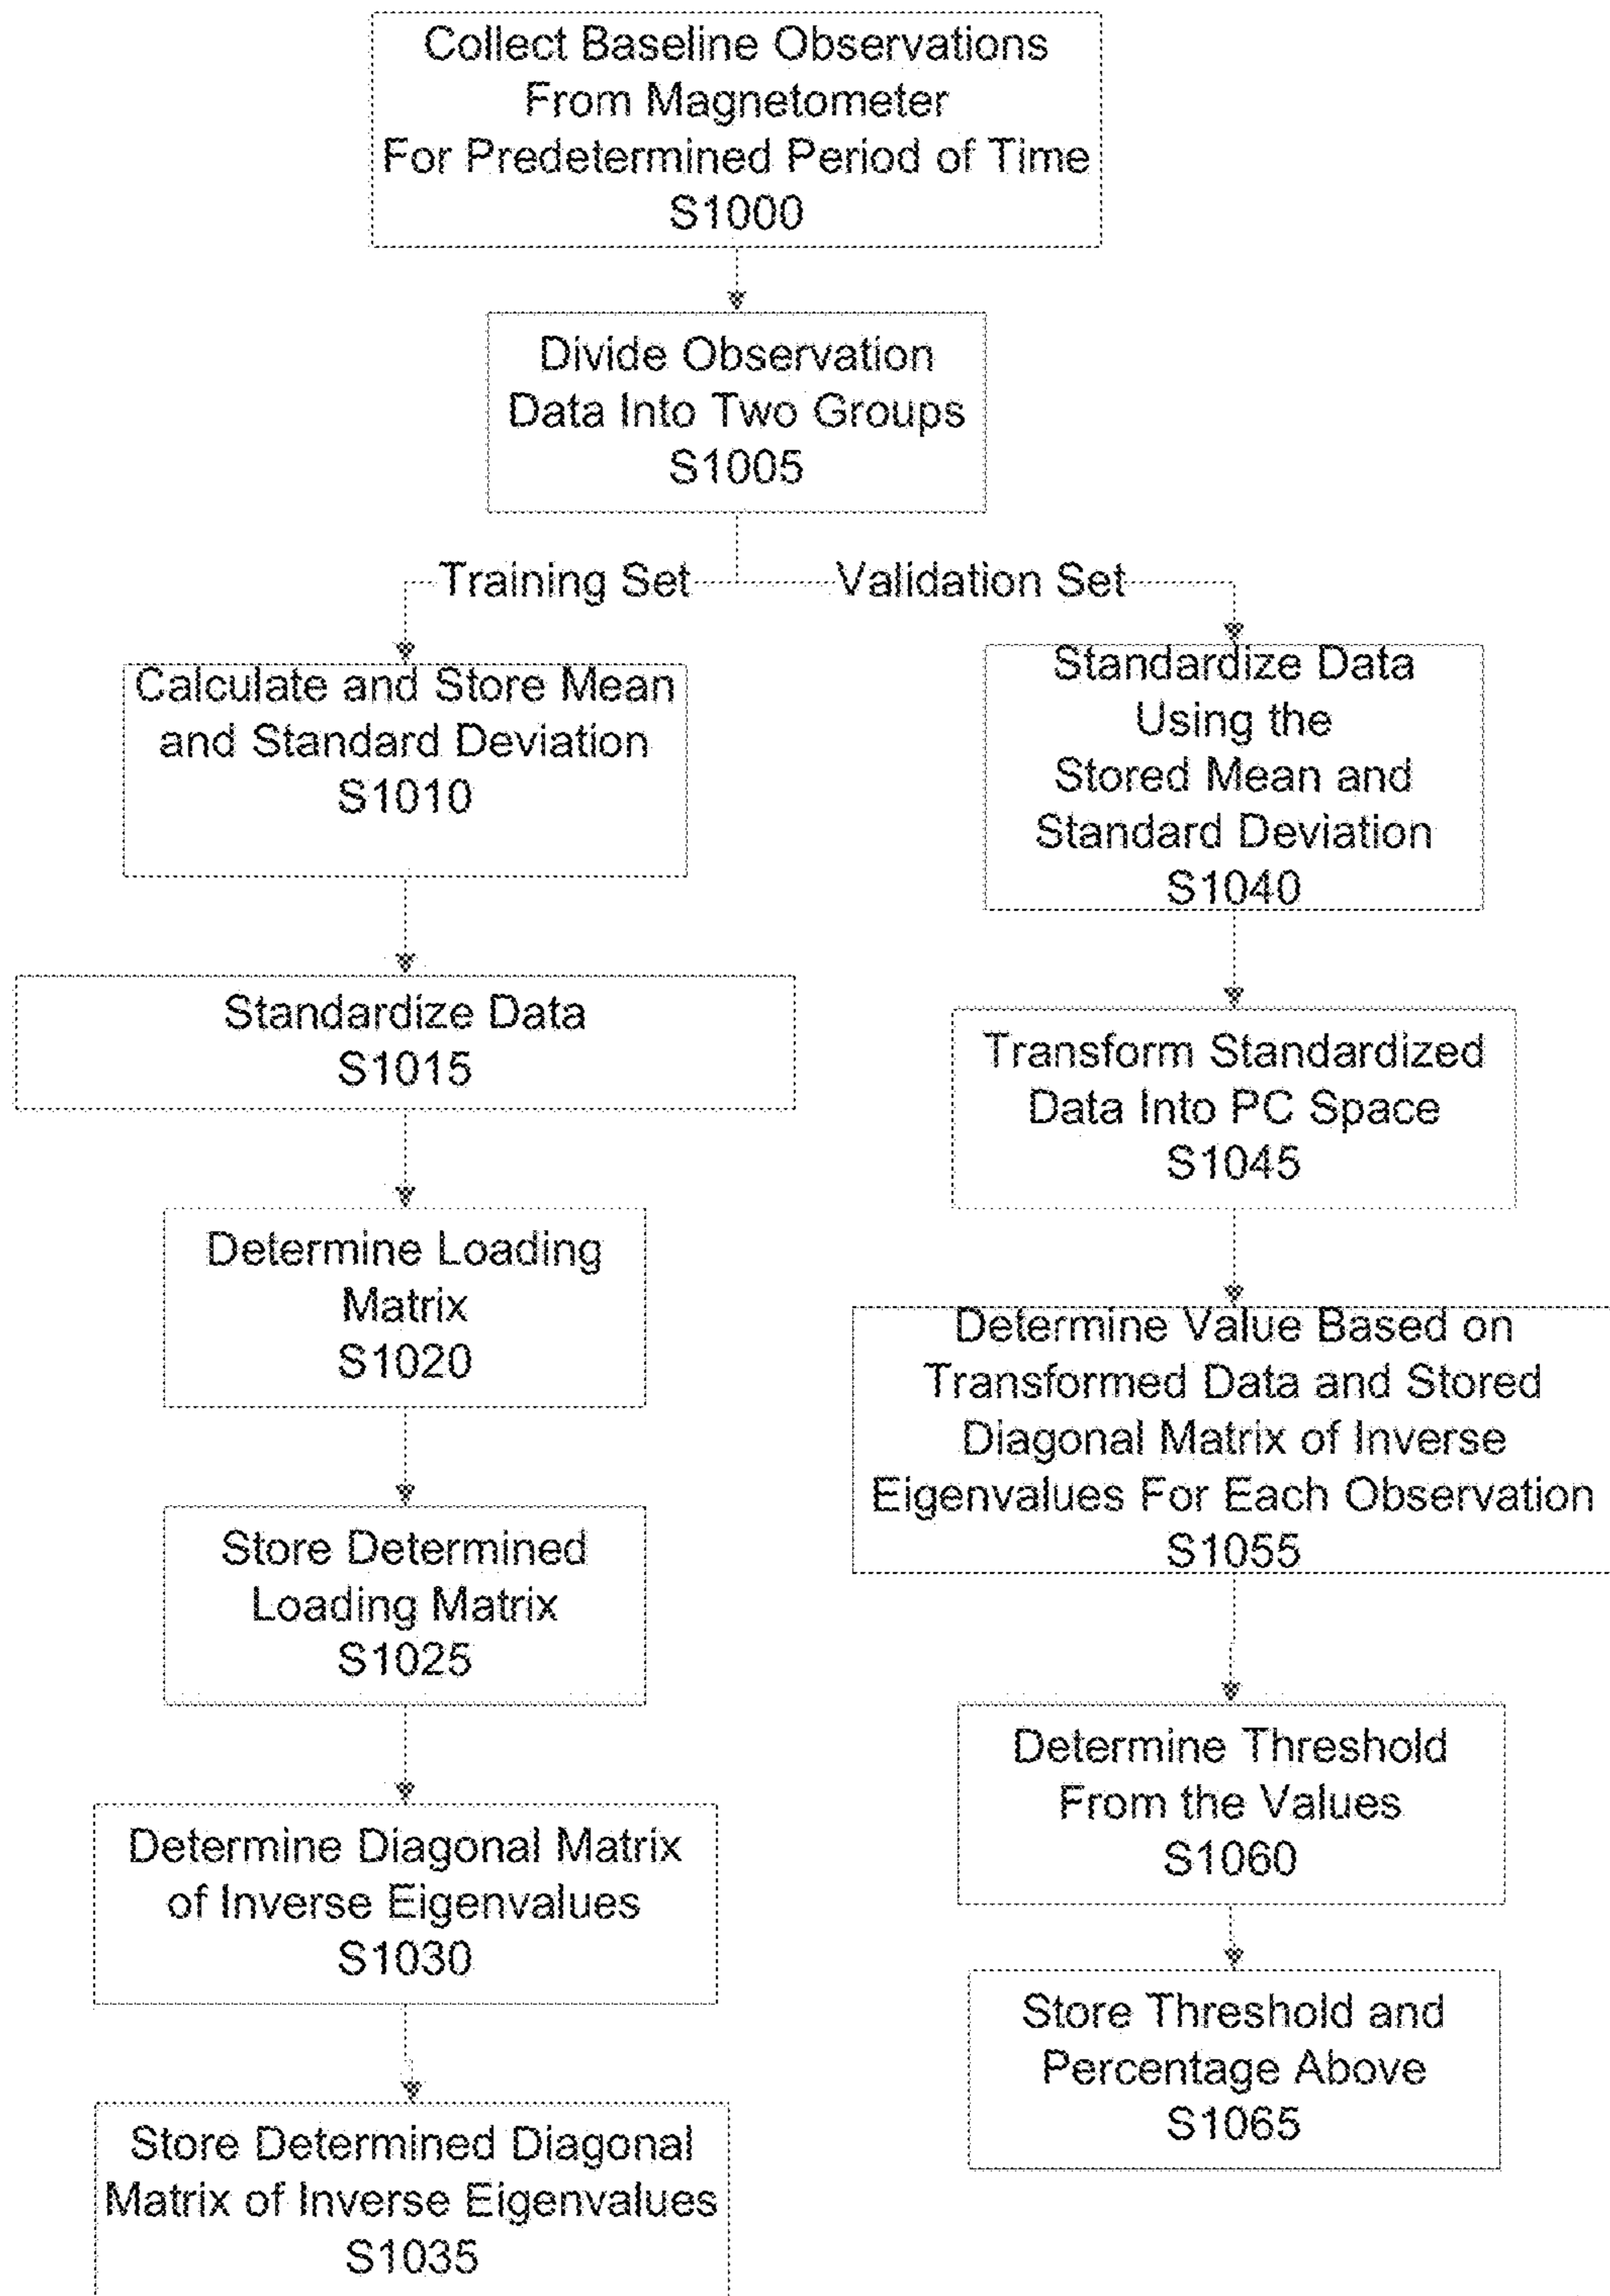 Collect Baseline Observations
From Magnetometer
For Predetermined Period of Time
S1000
Divide Observation
Data Into Two Groups
S1005
Training Set
Validation Set
Calculate and Store Mean
and Standard Deviation
S1010
Standardize Data
S1015
Determine Loading
Matrix
S1020
Store Determined
Loading Matrix
S1025
Determine Diagonal Matrix
of Inverse Eigenvalues
S1030
Store Determined Diagonal
Matrix of Inverse Eigenvalues
S1035
Standardize Data
Using the
Stored Mean and
Standard Deviation
S1040
Transform Standardized
Data Into PC Space
S1045
Determine Value Based on
Transformed Data and Stored
Diagonal Matrix of Inverse
Eigenvalues For Each Observation
S1055
Determine Threshold
From the Values
S1060
Store Threshold and
Percentage Above
S1065